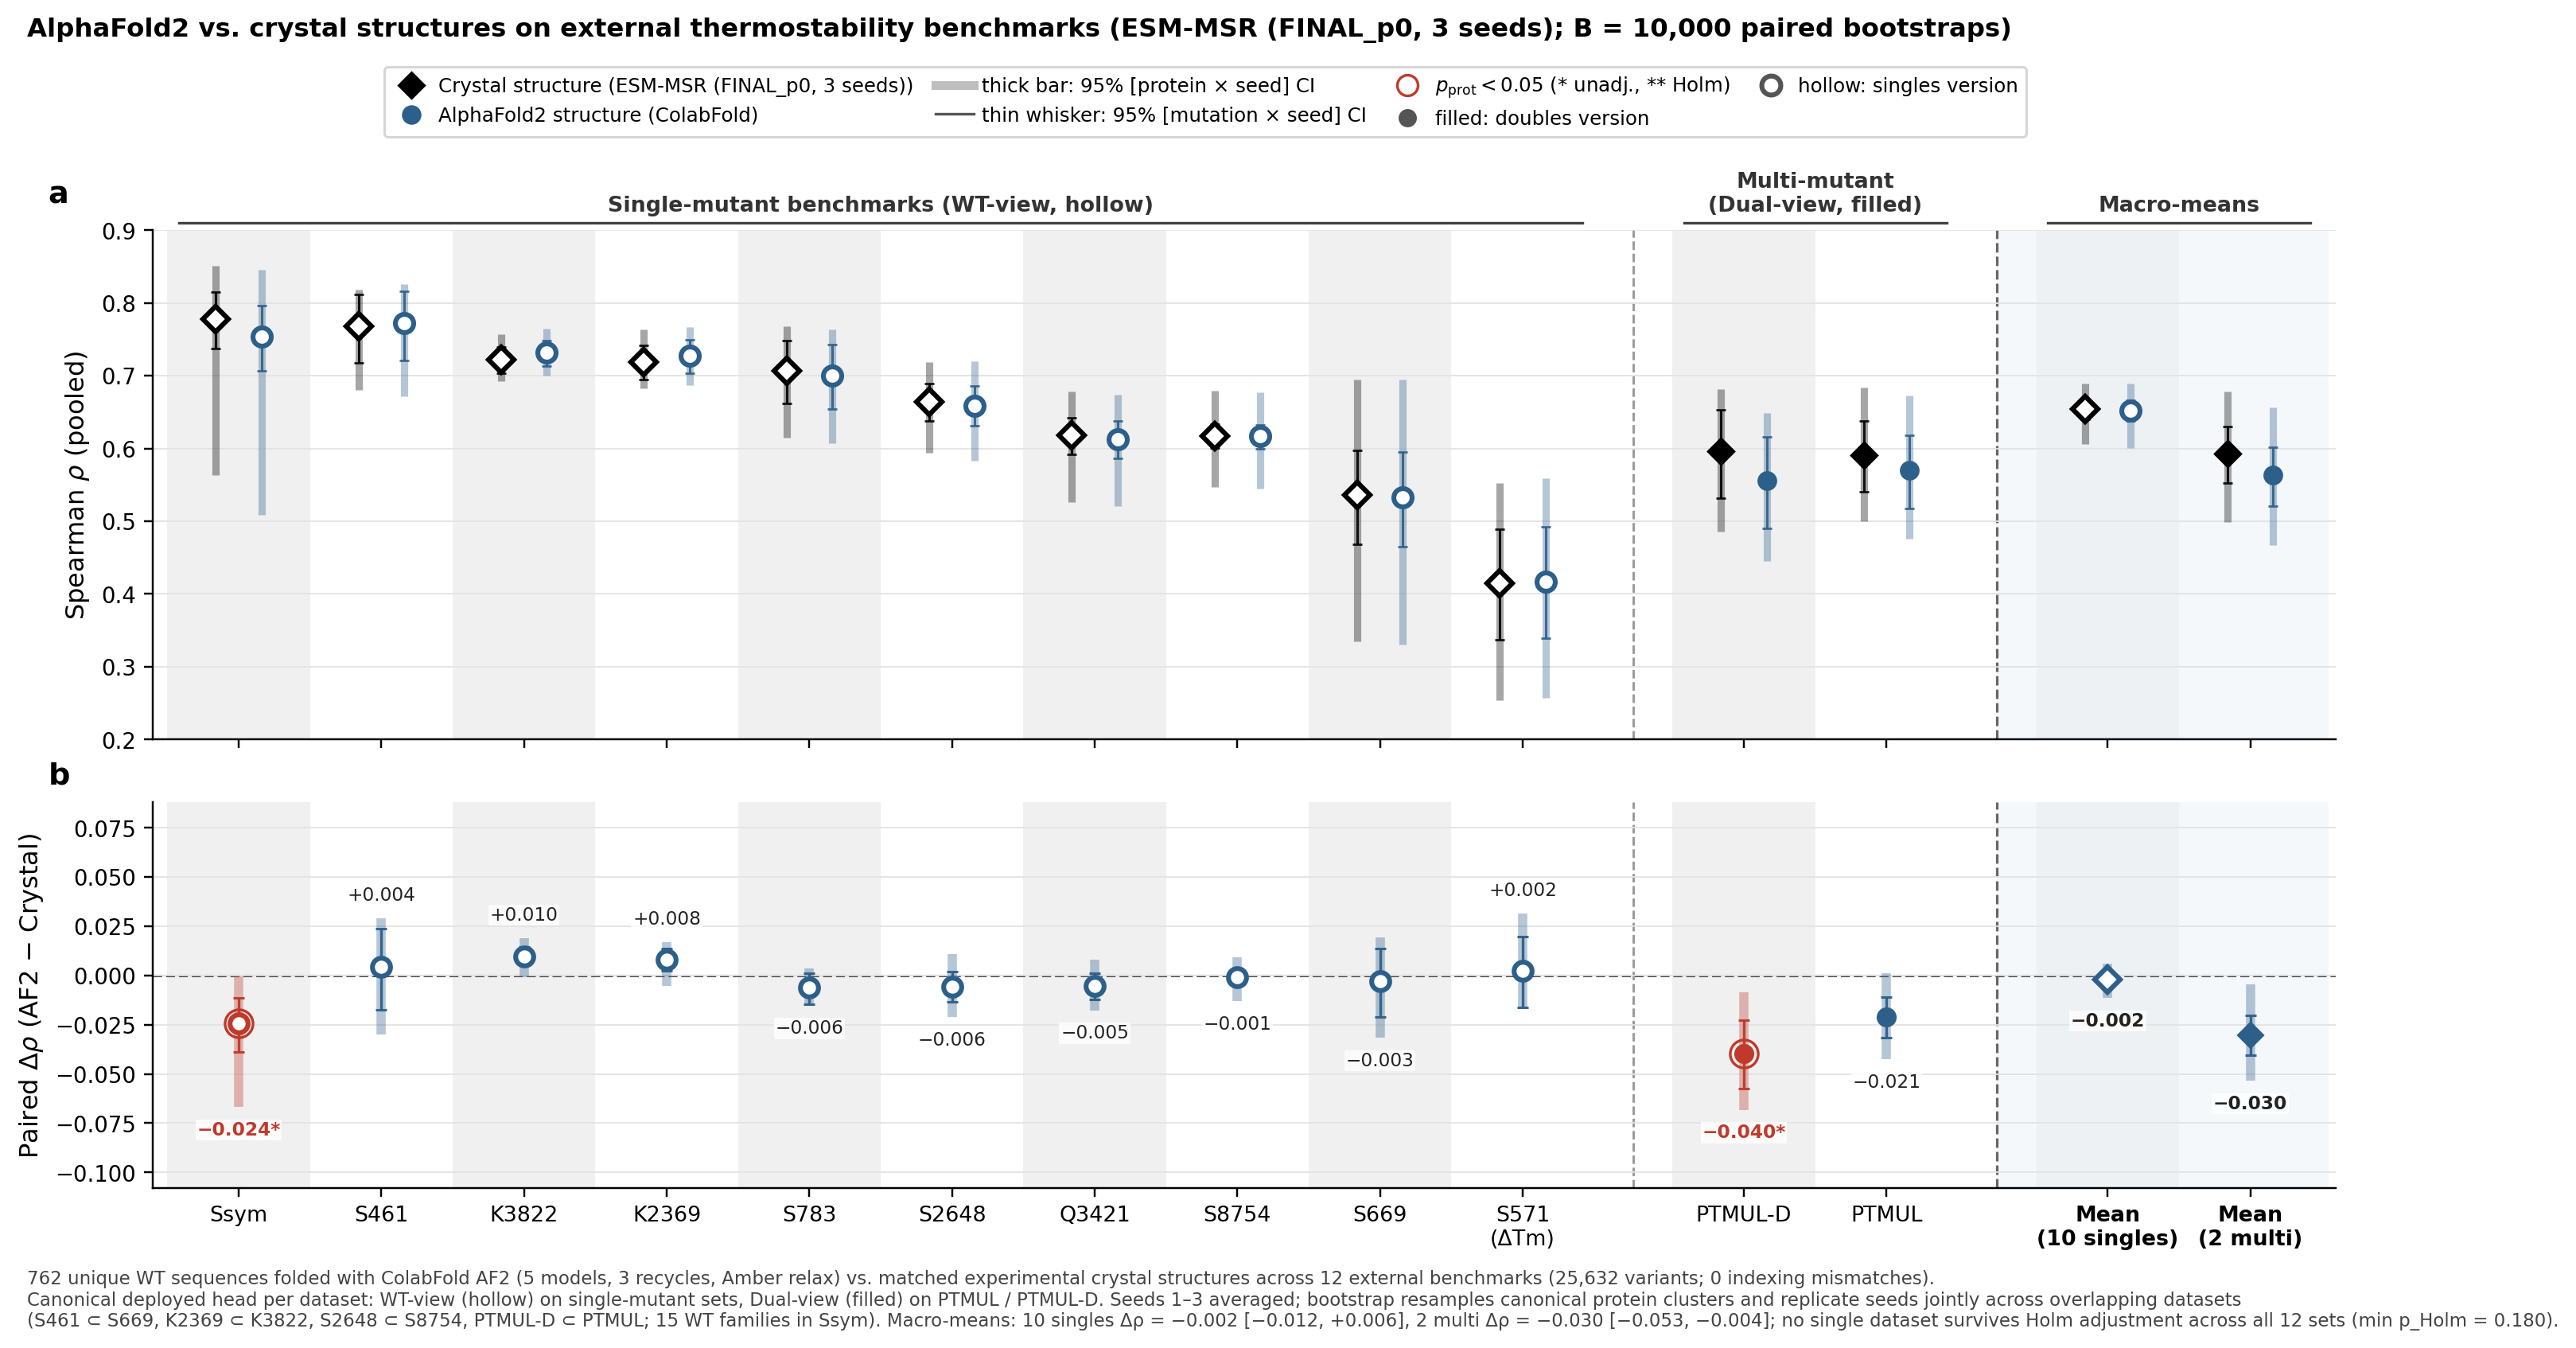 AlphaFold2 vs. crystal structures on external thermostability benchmarks (ESM-MSR (FINAL_p0, 3 seeds); B = 10,000 paired bootstraps)
Crystal structure (ESM-MSR (FINAL_p0, 3 seeds))
AlphaFold2 structure (ColabFold)
thick bar: 95% [protein × seed] CI
thin whisker: 95% [mutation × seed] CI
p_prot < 0.05 (* unadj., ** Holm)
filled: doubles version
hollow: singles version
a
Single-mutant benchmarks (WT-view, hollow)
Multi-mutant
(Dual-view, filled)
Macro-means
Spearman ρ (pooled)
0.9
0.8
0.7
0.6
0.5
0.4
0.3
0.2
b
Paired Δρ (AF2 − Crystal)
0.075
0.050
0.025
0.000
−0.025
−0.050
−0.075
−0.100
−0.024*
+0.004
+0.010
+0.008
−0.006
−0.006
−0.005
−0.001
−0.003
+0.002
−0.040*
−0.021
−0.002
−0.030
Ssym
S461
K3822
K2369
S783
S2648
Q3421
S8754
S669
S571
(ΔTm)
PTMUL-D
PTMUL
Mean
(10 singles)
Mean
(2 multi)
762 unique WT sequences folded with ColabFold AF2 (5 models, 3 recycles, Amber relax) vs. matched experimental crystal structures across 12 external benchmarks (25,632 variants; 0 indexing mismatches).
Canonical deployed head per dataset: WT-view (hollow) on single-mutant sets, Dual-view (filled) on PTMUL / PTMUL-D. Seeds 1–3 averaged; bootstrap resamples canonical protein clusters and replicate seeds jointly across overlapping datasets
(S461 ⊂ S669, K2369 ⊂ K3822, S2648 ⊂ S8754, PTMUL-D ⊂ PTMUL; 15 WT families in Ssym). Macro-means: 10 singles Δρ = −0.002 [−0.012, +0.006], 2 multi Δρ = −0.030 [−0.053, −0.004]; no single dataset survives Holm adjustment across all 12 sets (min p_Holm = 0.180).